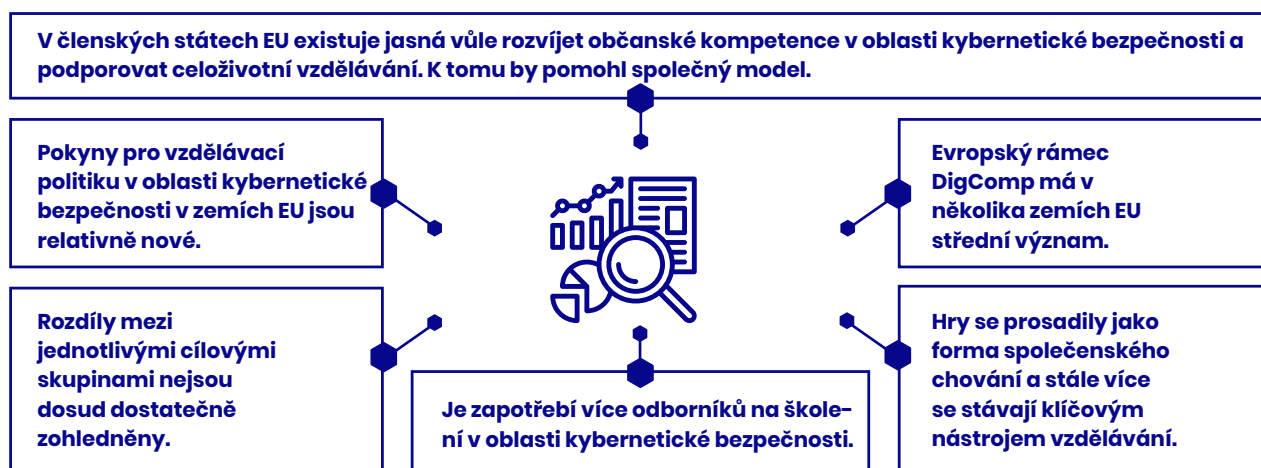 V členských státech EU existuje jasná vůle rozvíjet občanské kompetence v oblasti kybernetické bezpečnosti a
podporovat celoživotní vzdělávání. K tomu by pomohl společný model.
Pokyny pro vzdělávací
politiku v oblasti kybernetické
bezpečnosti v zemích EU jsou
relativně nové.
Evropský rámec
DigComp má v
několika zemích EU
střední význam.
Rozdíly mezi
jednotlivými cílovými
skupinami nejsou
dosud dostatečně
zohledněny.
Je zapotřebí více odborníků na škole-
ní v oblasti kybernetické bezpečnosti.
Hry se prosadily jako
forma společenského
chování a stále více
se stávají klíčovým
nástrojem vzdělávání.